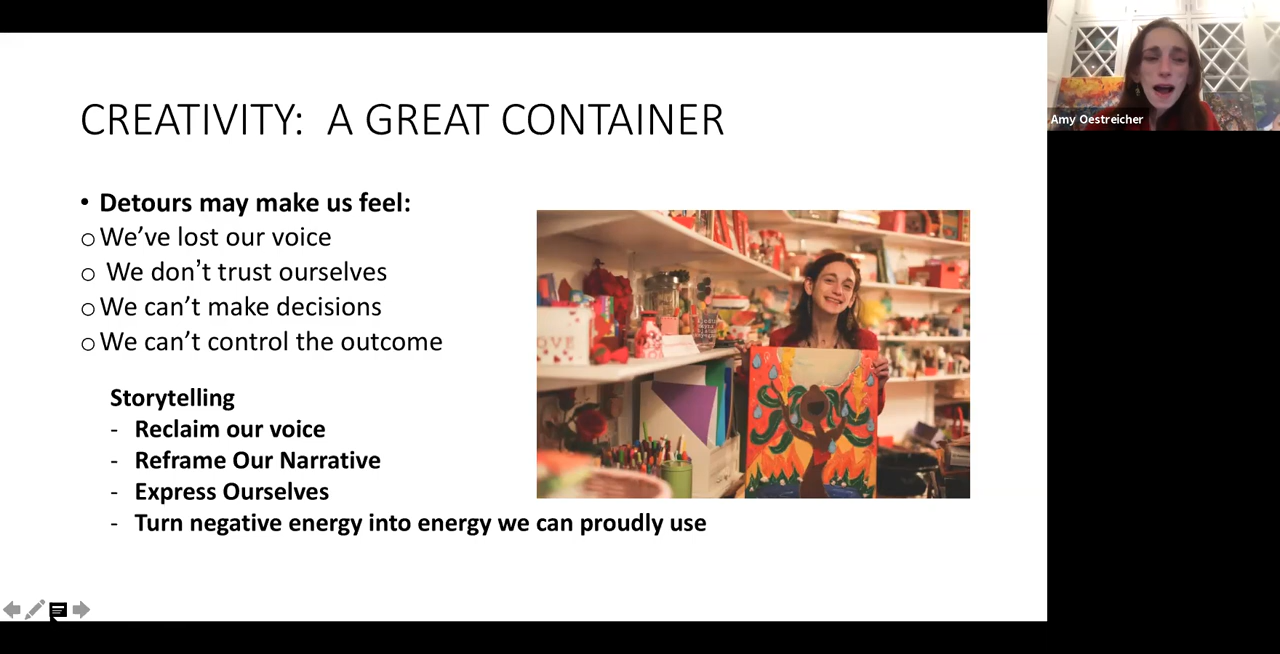 CREATIVITY:  A GREAT CONTAINER
• Detours may make us feel:
○ We’ve lost our voice
○ We don’t trust ourselves
○ We can’t make decisions
○ We can’t control the outcome
Storytelling
- Reclaim our voice
- Reframe Our Narrative
- Express Ourselves
- Turn negative energy into energy we can proudly use
Amy Oestreicher